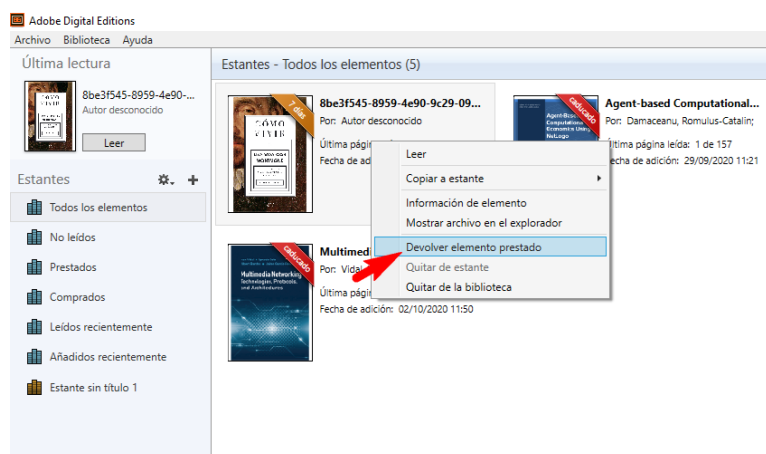 Adobe Digital Editions
Archivo Biblioteca Ayuda
Última lectura
8be3f545-8959-4e90-...
Autor desconocido
Leer
Estantes
Todos los elementos
No leídos
Prestados
Comprados
Leídos recientemente
Añadidos recientemente
Estante sin título 1
Estantes - Todos los elementos (5)
7 días
CÓMO
VIVIR
8be3f545-8959-4e90-9c29-09...
Por: Autor desconocido
Última página
Fecha de ad
caducado
Agent-based Computational...
Por: Damaceanu, Romulus-Catalin;
Última página leída: 1 de 157
Fecha de adición: 29/09/2020 11:21
Leer
Copiar a estante
Información de elemento
Mostrar archivo en el explorador
Devolver elemento prestado
Quitar de estante
Quitar de la biblioteca
caducado
Multimedia Networking
Technologies, Protocols,
and Architectures
Multimedi
Por: Vidal
Última págin
Fecha de adición: 02/10/2020 11:50